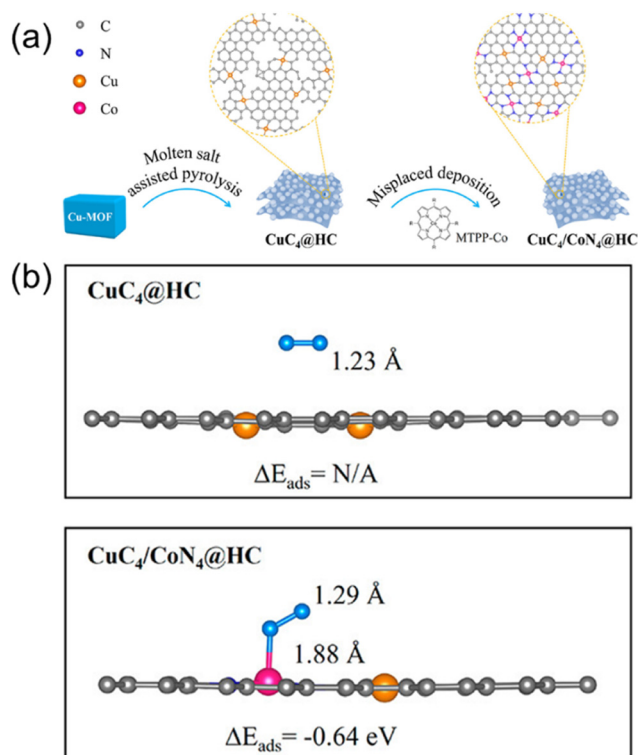 (a)
C
N
Cu
Co
Cu-MOF
Molten salt
assisted pyrolysis
CuC₄@HC
Misplaced deposition
MTPP-Co
CuC₄/CoN₄@HC
(b)
CuC₄@HC
1.23 Å
ΔEads= N/A
CuC₄/CoN₄@HC
1.29 Å
1.88 Å
ΔEads= -0.64 eV